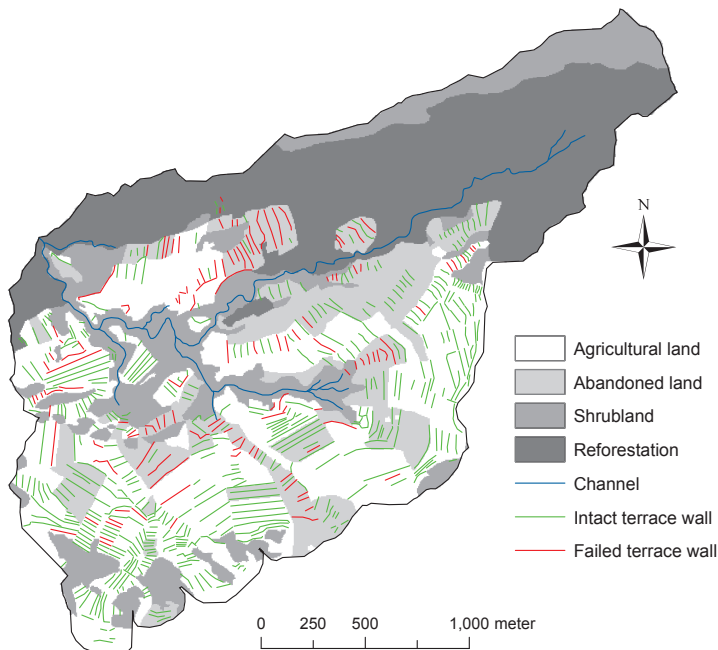 N
Agricultural land
Abandoned land
Shrubland
Reforestation
Channel
Intact terrace wall
Failed terrace wall
0 250 500 1,000 meter